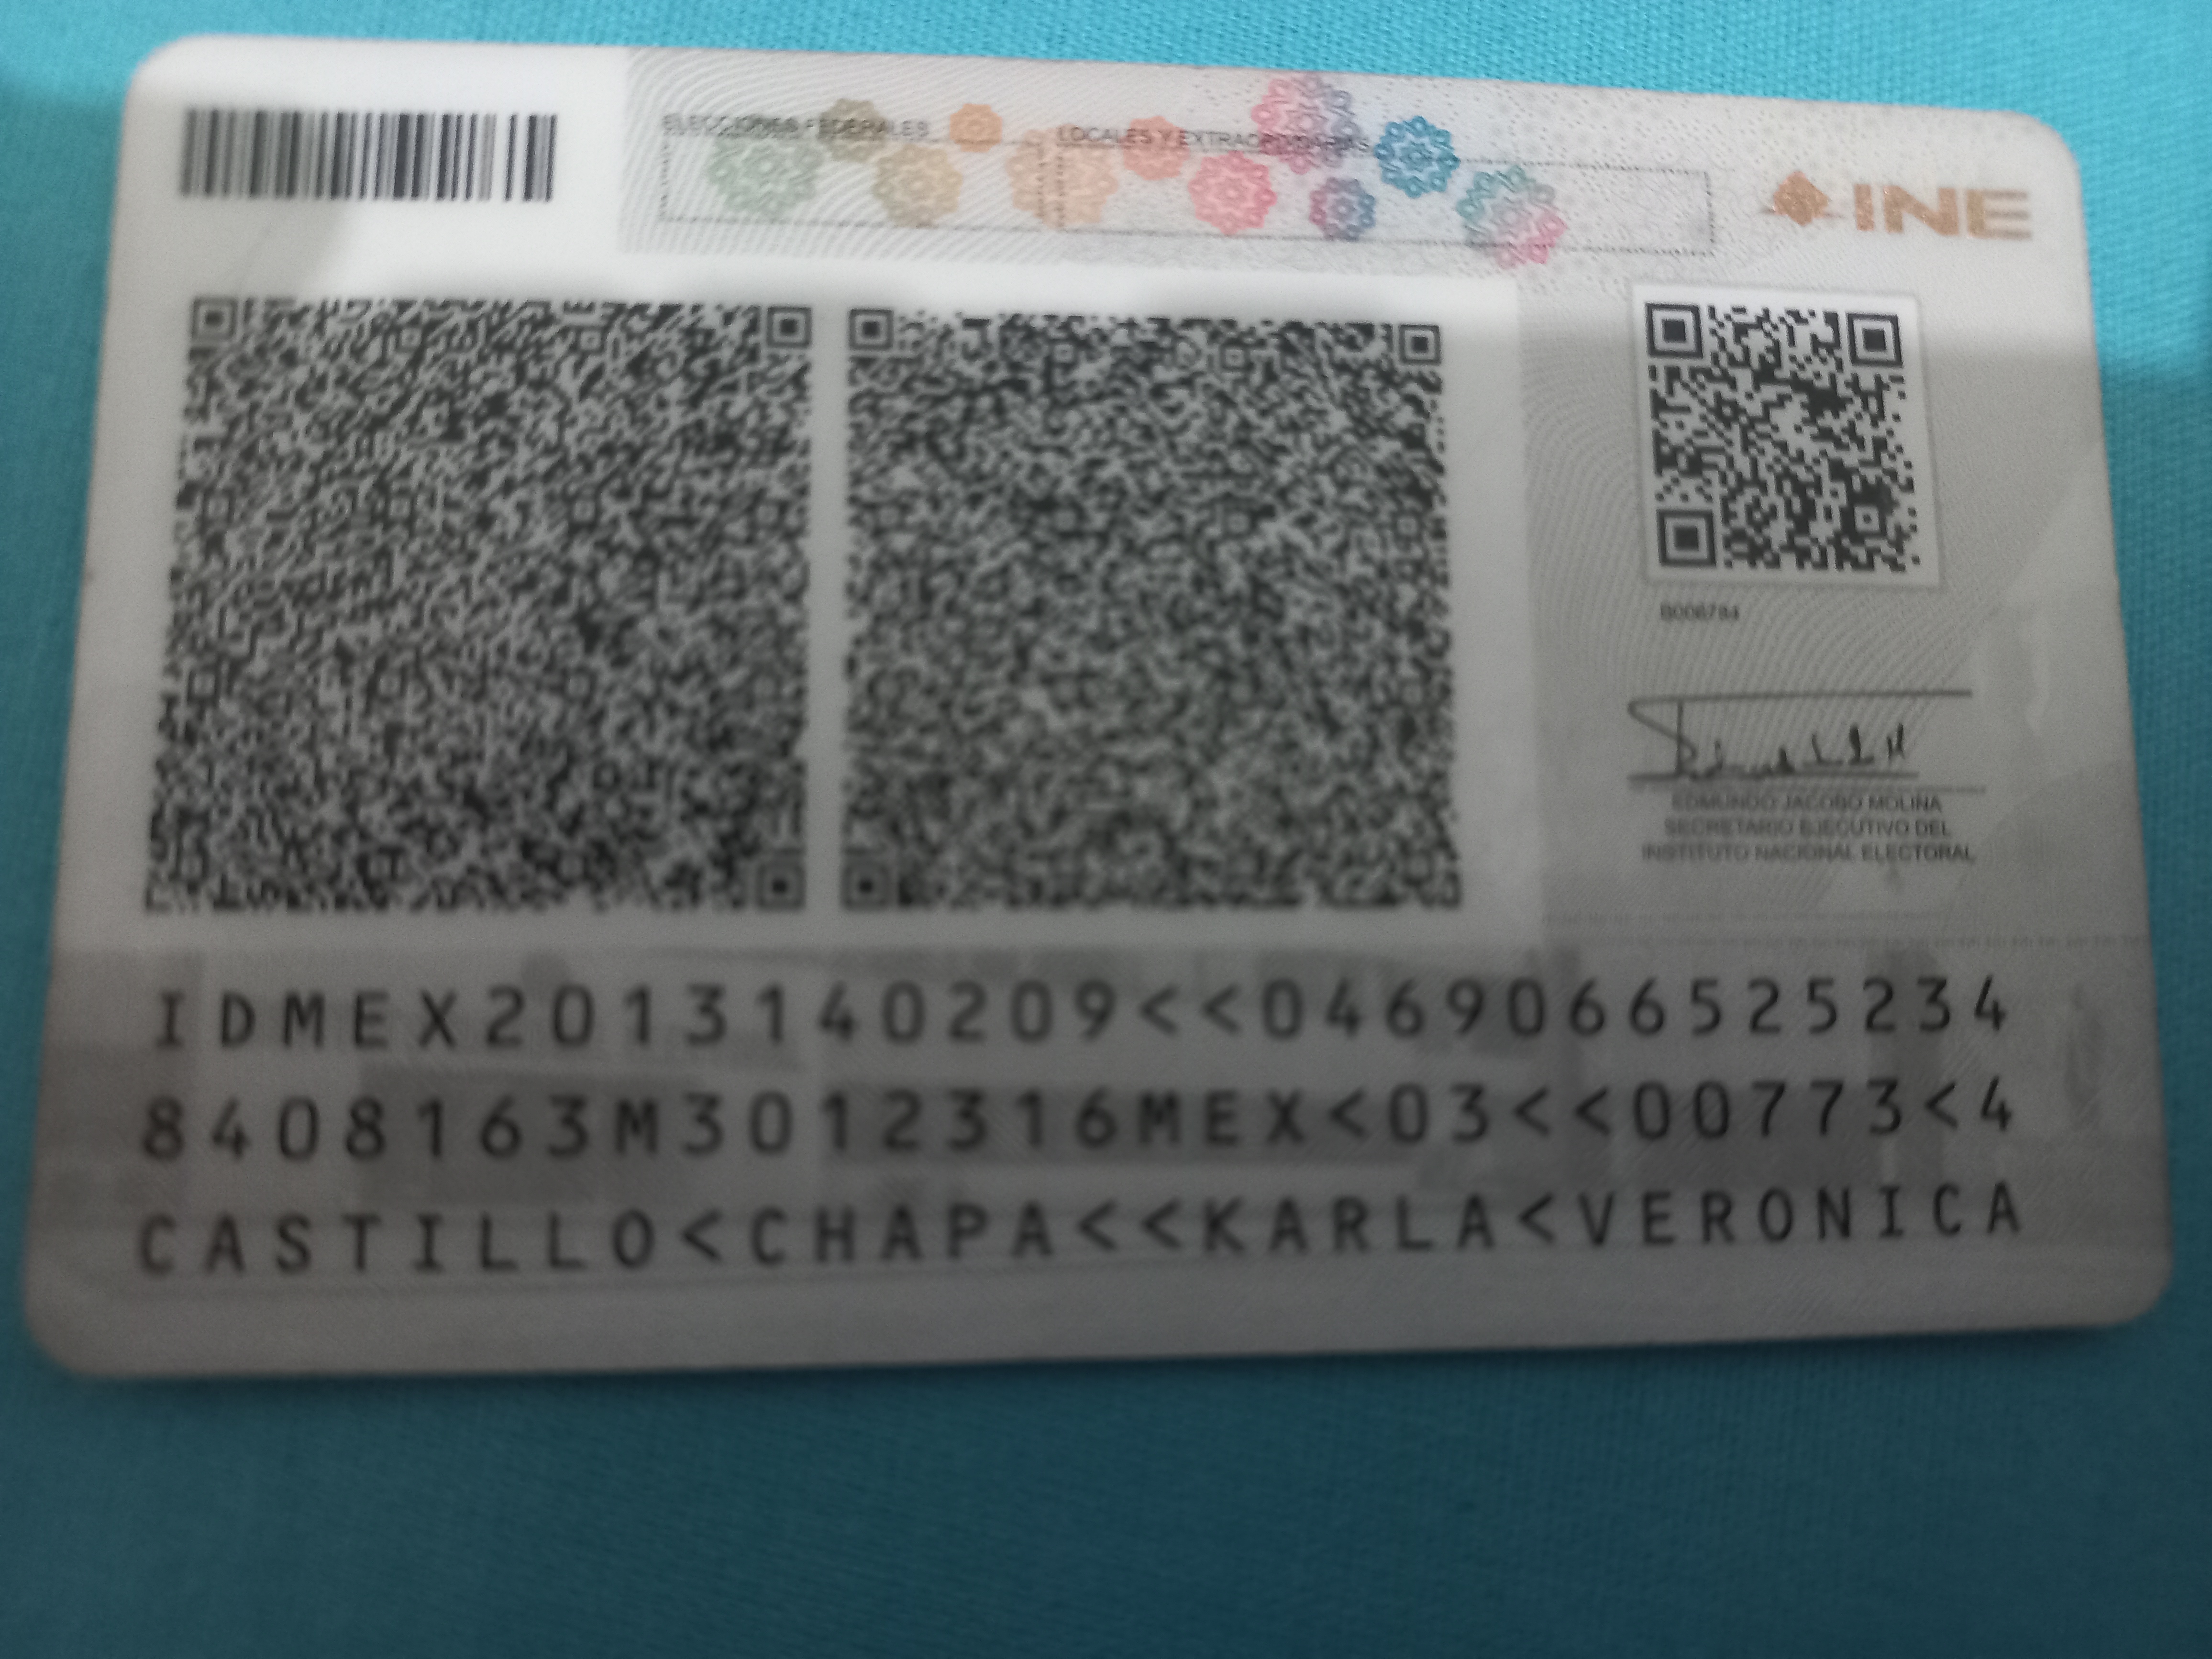 ELECCIONES FEDERALES
LOCALES Y EXTRAORDINARIAS
INE
EDMUNDO JACOBO MOLINA
SECRETARIO EJECUTIVO DEL
INSTITUTO NACIONAL ELECTORAL
IDMEX2013140209<<0469066525234
8408163M3012316MEX<03<<00773<4
CASTILLO<CHAPA<<KARLA<VERONICA